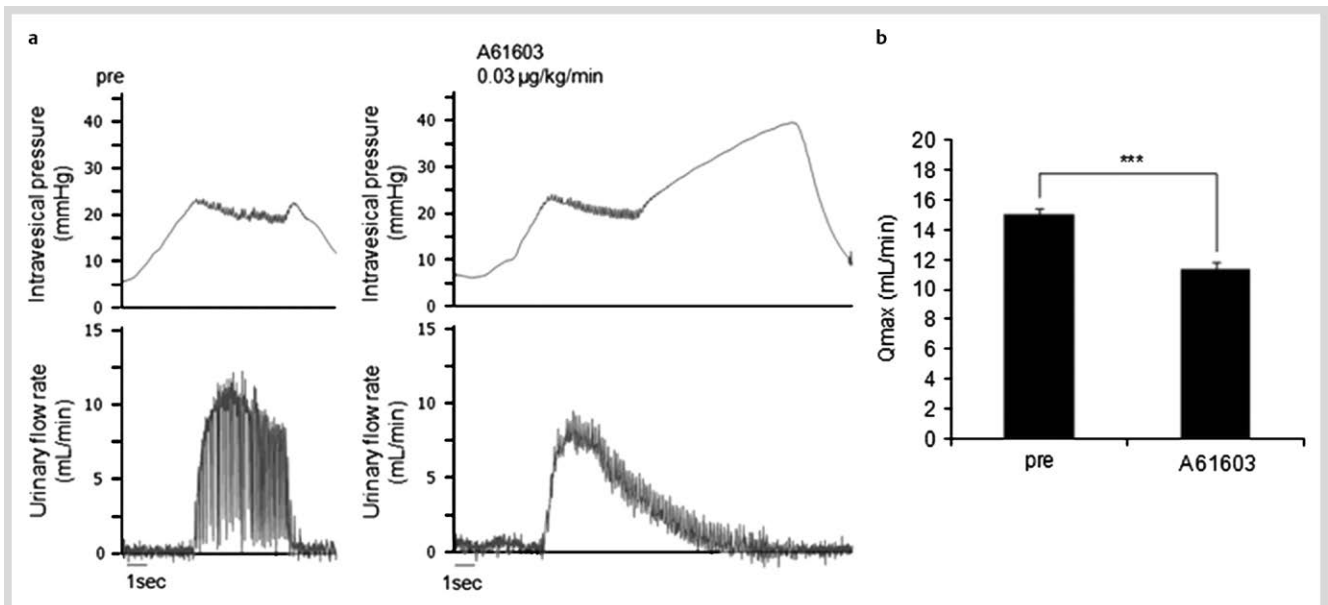 a
pre
Intravesical pressure
(mmHg)
40
30
20
10
0
Urinary flow rate
(mL/min)
15
10
5
0
1sec
A61603
0.03 µg/kg/min
Intravesical pressure
(mmHg)
40
30
20
10
0
Urinary flow rate
(mL/min)
15
10
5
0
1sec
b
Qmax (mL/min)
20
18
16
14
12
10
8
6
4
2
0
***
pre
A61603